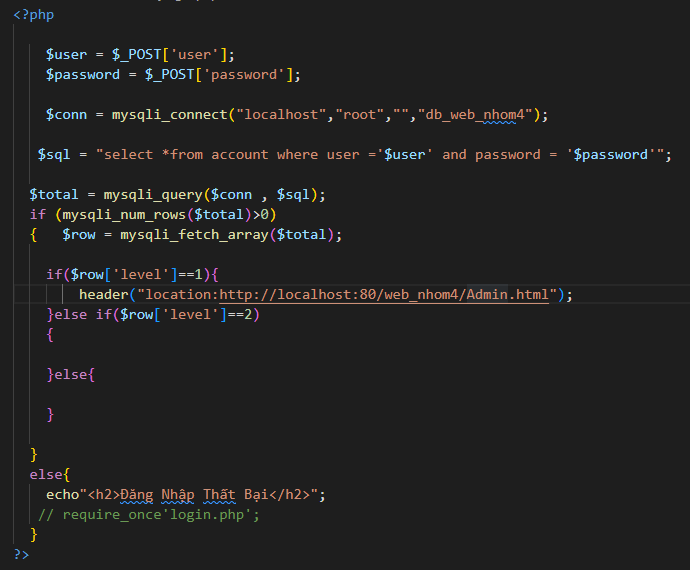 <?php
$user = $_POST['user'];
$password = $_POST['password'];
$conn = mysqli_connect("localhost","root","","db_web_nhom4");
$sql = "select *from account where user ='$user' and password = '$password'";
$total = mysqli_query($conn , $sql);
if (mysqli_num_rows($total)>0)
{   $row = mysqli_fetch_array($total);
if($row['level']==1){
header("location:http://localhost:80/web_nhom4/Admin.html");
}else if($row['level']==2)
{
}else{
}
}
else{
echo"<h2>Đăng Nhập Thất Bại</h2>";
// require_once'login.php';
}
?>